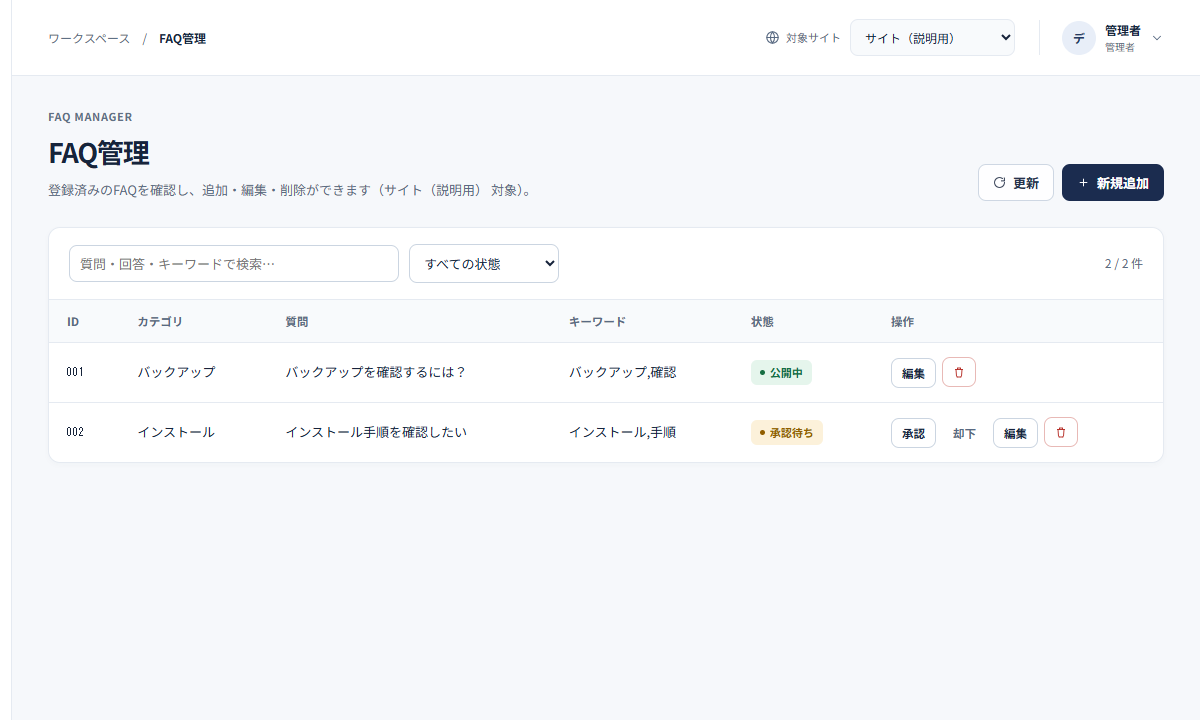 ワークスペース / FAQ管理
対象サイト サイト（説明用） デ 管理者
管理者
FAQ MANAGER
FAQ管理
登録済みのFAQを確認し、追加・編集・削除ができます（サイト（説明用） 対象）。
更新 + 新規追加
質問・回答・キーワードで検索… すべての状態 2 / 2 件
ID カテゴリ 質問 キーワード 状態 操作
001 バックアップ バックアップを確認するには？ バックアップ,確認 公開中 編集
002 インストール インストール手順を確認したい インストール,手順 承認待ち 承認 却下 編集